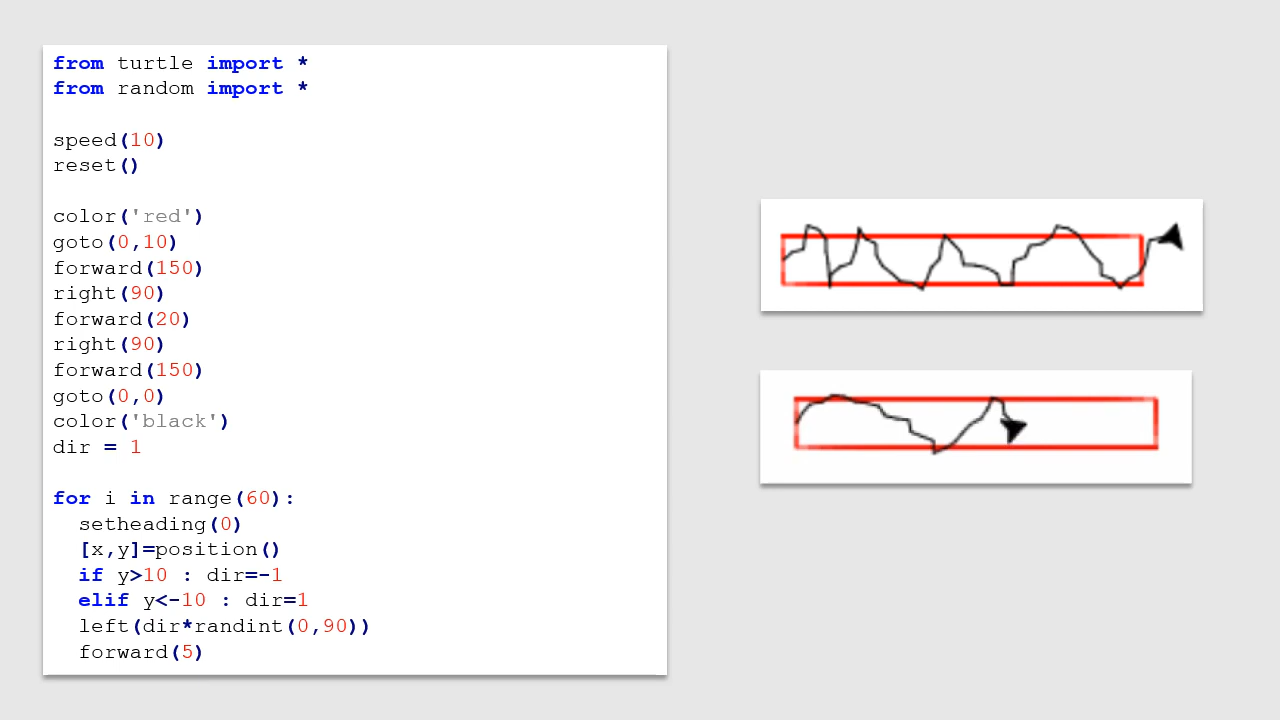 from turtle import *
from random import *
speed(10)
reset()
color('red')
goto(0,10)
forward(150)
right(90)
forward(20)
right(90)
forward(150)
goto(0,0)
color('black')
dir = 1
for i in range(60):
  setheading(0)
  [x,y]=position()
  if y>10 : dir=-1
  elif y<-10 : dir=1
  left(dir*randint(0,90))
  forward(5)